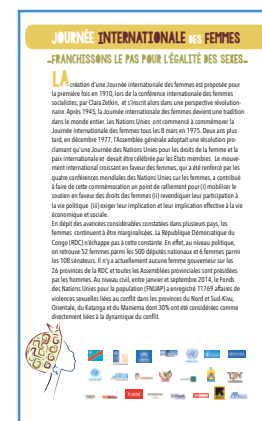 JOURNÉE INTERNATIONALE DES FEMMES
..FRANCHISSONS LE PAS POUR L'ÉGALITÉ DES SEXES..
LA création d'une Journée internationale des femmes est proposée pour
la première fois en 1910, lors de la conférence internationale des femmes
socialistes, par Clara Zetkin, et s'inscrit alors dans une perspective révolution-
naire. Après 1945, la Journée internationale des femmes devient une tradition
dans le monde entier. Les Nations Unies ont commencé à commémorer la
Journée internationale des femmes tous les 8 mars en 1975. Deux ans plus
tard, en décembre 1977, l'Assemblée générale adoptait une résolution pro-
clamant qu'une Journée des Nations Unies pour les droits de la femme et la
paix internationale et devait être célébrée par les États membres. Le mouve-
ment international croissant en faveur des femmes, qui a été renforcé par les
quatre conférences mondiales des Nations Unies sur les femmes, a contribué
à faire de cette commémoration un point de ralliement pour (i) mobiliser le
soutien en faveur des droits des femmes (ii) revendiquer leur participation à
la vie politique (iii) exiger leur implication et leur implication effective à la vie
économique et sociale.
En dépit des avancées considérables constatées dans plusieurs pays, les
femmes continuent à être marginalisées. La République Démocratique du
Congo (RDC) n'échappe pas à cette constante. En effet, au niveau politique,
on retrouve 52 femmes parmi les 500 députés nationaux et 6 femmes parmi
les 108 sénateurs. Il n'y a actuellement aucune femme gouverneur sur les
26 provinces de la RDC et toutes les Assemblées provinciales sont présidées
par les hommes. Au niveau civil, entre janvier et septembre 2014, le Fonds
des Nations Unies pour la population (FNUAP) a enregistré 11769 affaires de
violences sexuelles liées au conflit dans les provinces du Nord et Sud-Kivu,
Orientale, du Katanga et du Maniema dont 30% ont été considérées comme
directement liées à la dynamique du conflit.